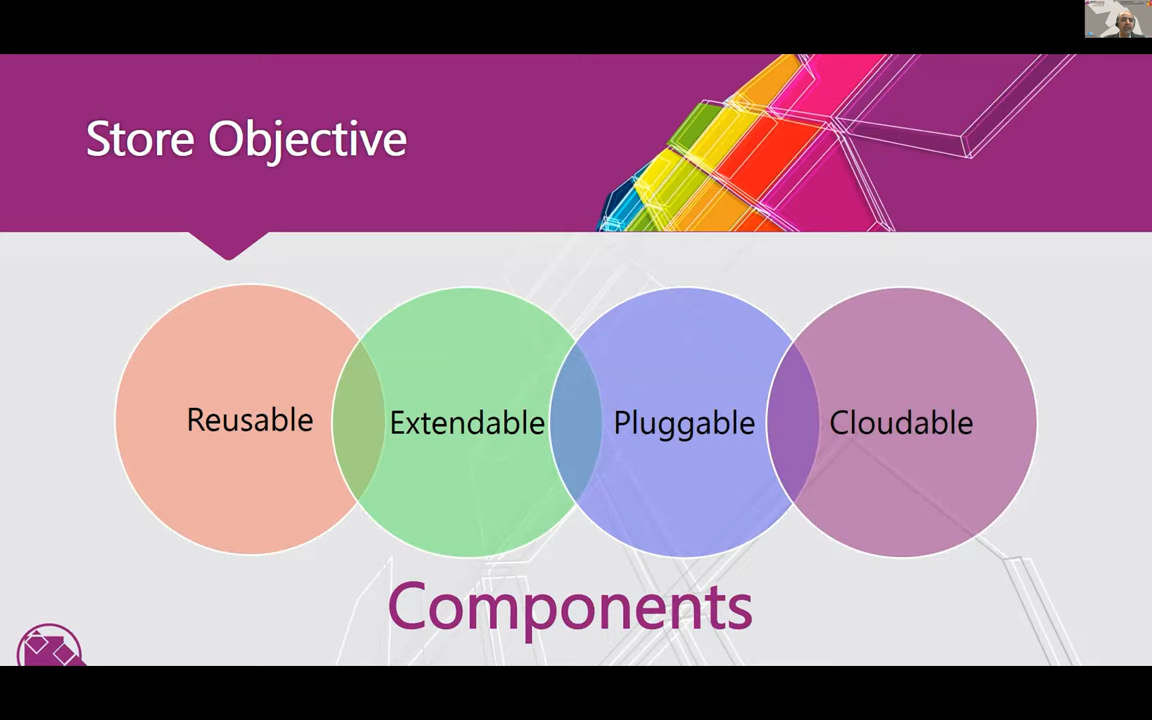 Store Objective
Reusable
Extendable
Pluggable
Cloudable
Components